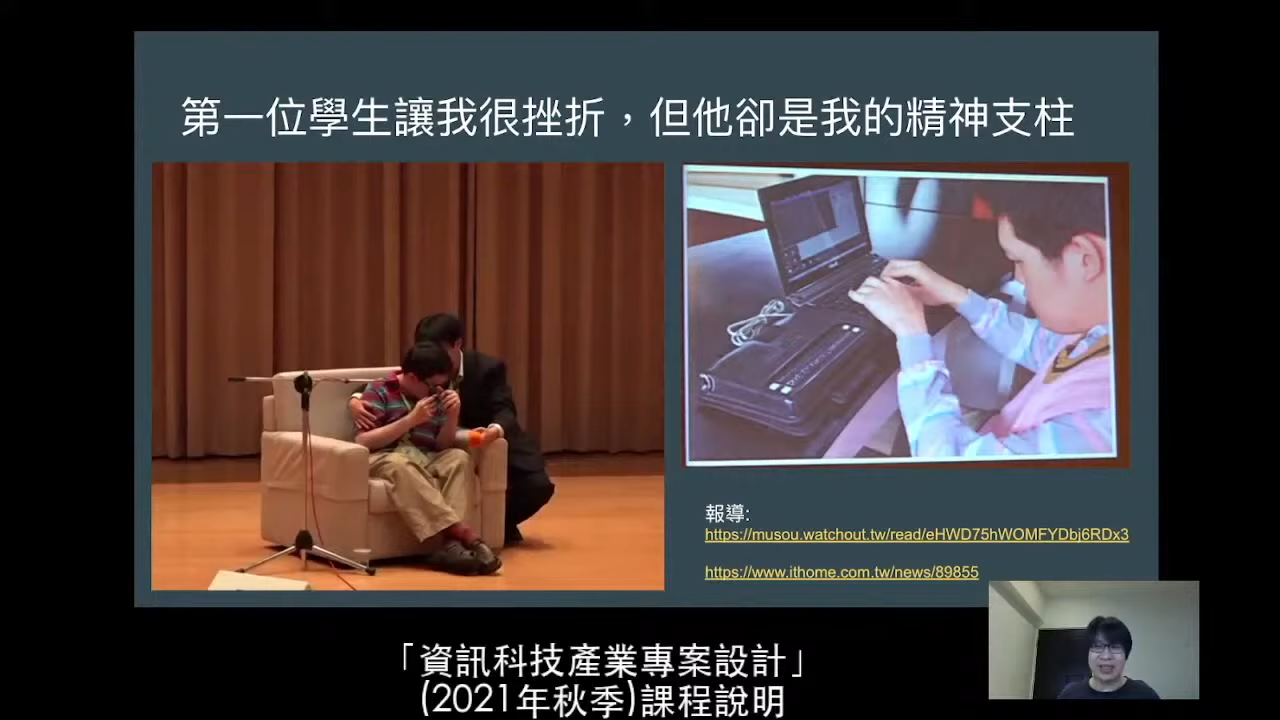 第一位學生讓我很挫折，但他卻是我的精神支柱
報導:
https://musou.watchout.tw/read/eHWD75hWOMFYDbj6RDx3
https://www.ithome.com.tw/news/89855
「資訊科技產業專案設計」
(2021年秋季)課程說明